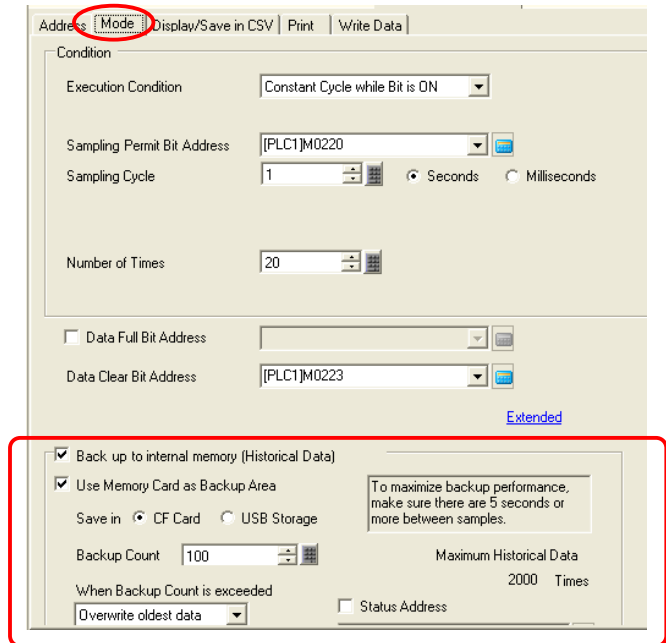 Address Mode Display/Save in CSV Print Write Data
Condition
Execution Condition Constant Cycle while Bit is ON
Sampling Permit Bit Address [PLC1]M0220
Sampling Cycle 1 Seconds Milliseconds
Number of Times 20
Data Full Bit Address
Data Clear Bit Address [PLC1]M0223
Extended
Back up to internal memory (Historical Data)
Use Memory Card as Backup Area
To maximize backup performance,
make sure there are 5 seconds or
more between samples.
Save in CF Card USB Storage
Backup Count 100
Maximum Historical Data
2000 Times
When Backup Count is exceeded
Overwrite oldest data
Status Address